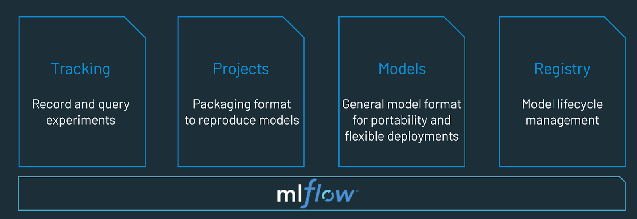 Tracking
Record and query
experiments
Projects
Packaging format
to reproduce models
Models
General model format
for portability and
flexible deployments
Registry
Model lifecycle
management
mlflow™